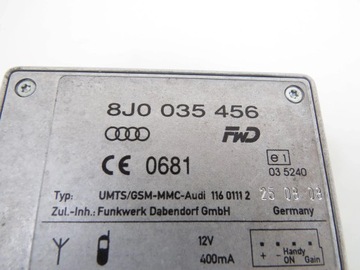 8J0 035 456
FWD
CE 0681
e1
03 5240
Typ: UMTS/GSM-MMC-Audi 116 0111 2
Zul.-Inh.: Funkwerk Dabendorf GmbH Germany
12V
400mA
+ - Handy
ON Gain